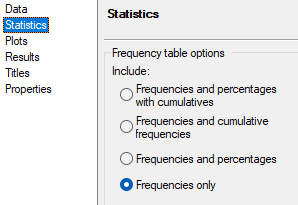 Data
Statistics
Plots
Results
Titles
Properties
Statistics
Frequency table options
Include:
Frequencies and percentages
with cumulatives
Frequencies and cumulative
frequencies
Frequencies and percentages
Frequencies only